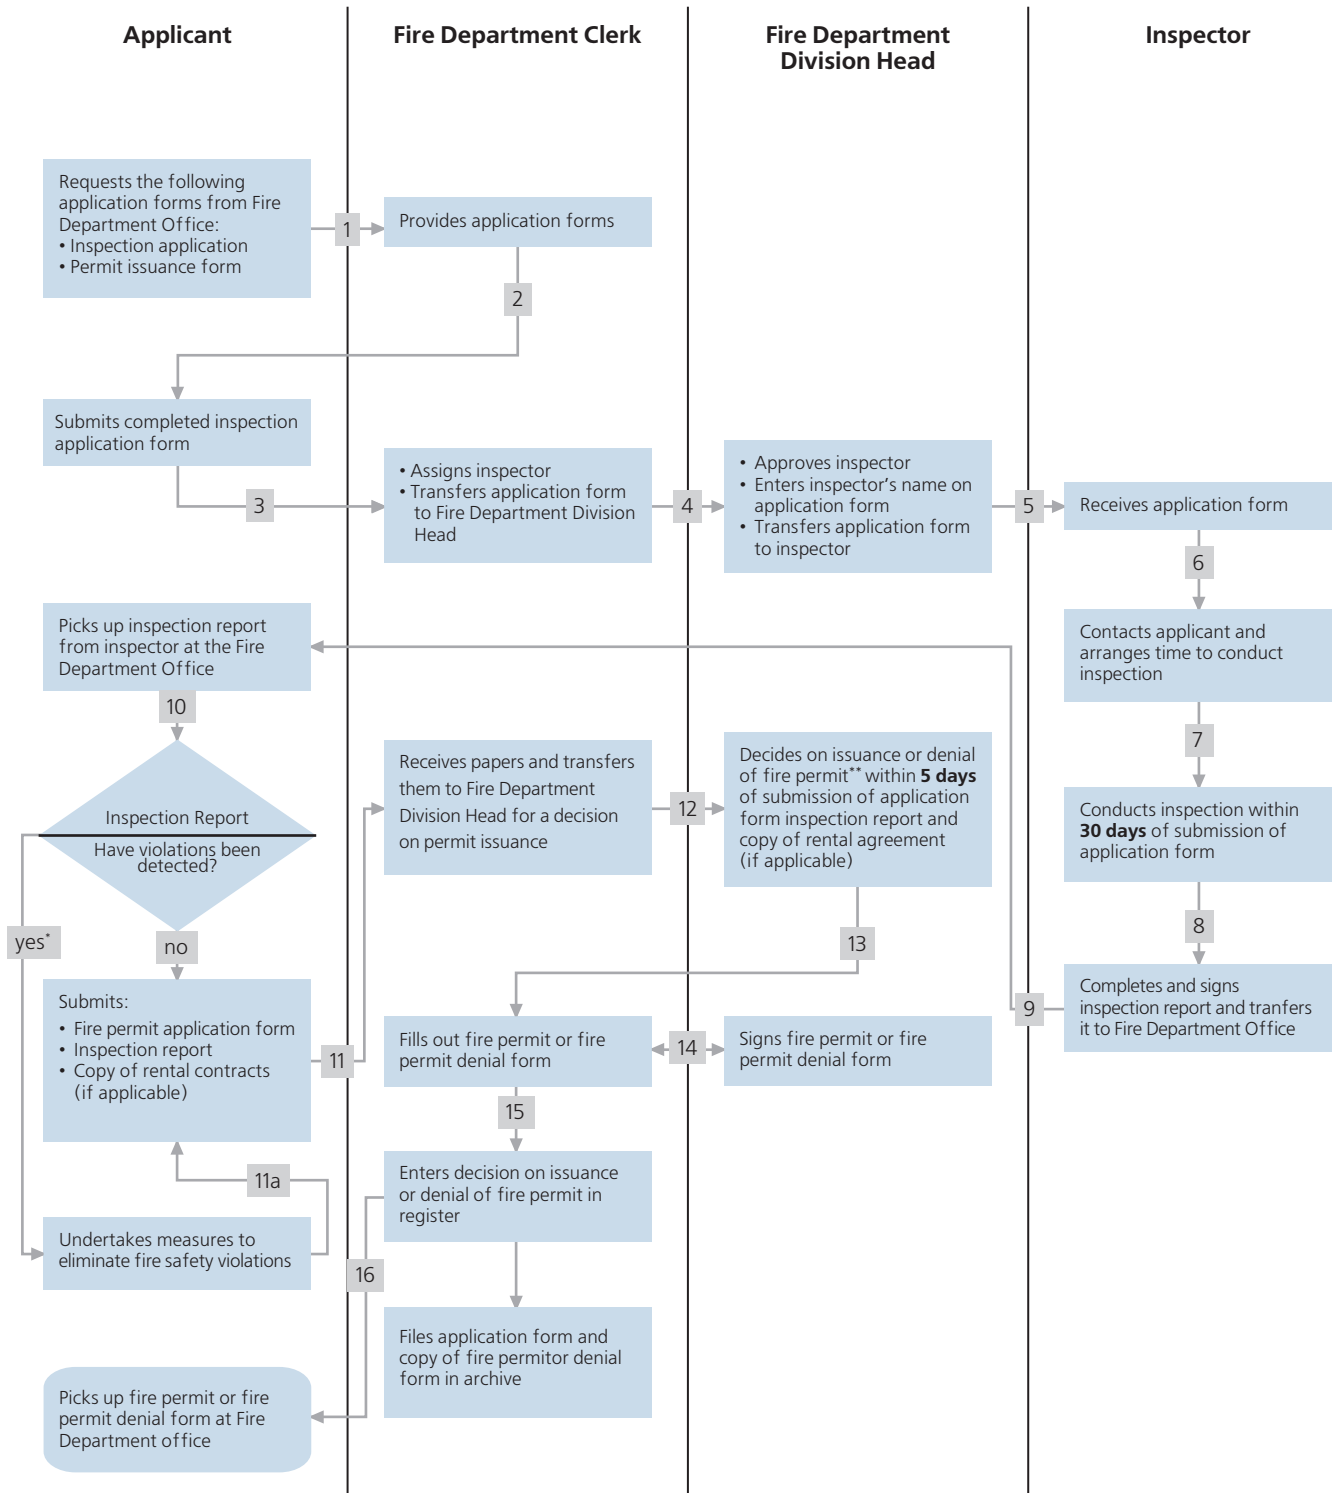 Applicant
Fire Department Clerk
Fire Department
Division Head
Inspector
Requests the following
application forms from Fire
Department Office:
• Inspection application
• Permit issuance form
1
Provides application forms
2
Submits completed inspection
application form
3
• Assigns inspector
• Transfers application form
to Fire Department Division
Head
4
• Approves inspector
• Enters inspector's name on
application form
• Transfers application form
to inspector
5
Receives application form
6
Contacts applicant and
arranges time to conduct
inspection
7
Conducts inspection within
30 days of submission of
application form
8
Completes and signs
inspection report and tranfers
it to Fire Department Office
9
Picks up inspection report
from inspector at the Fire
Department Office
10
Inspection Report
Have violations been
detected?
yes*
no
Submits:
• Fire permit application form
• Inspection report
• Copy of rental contracts
(if applicable)
11
11a
Undertakes measures to
eliminate fire safety violations
Receives papers and transfers
them to Fire Department
Division Head for a decision
on permit issuance
12
Decides on issuance or denial
of fire permit** within 5 days
of submission of application
form inspection report and
copy of rental agreement
(if applicable)
13
Fills out fire permit or fire
permit denial form
14
Signs fire permit or fire
permit denial form
15
Enters decision on issuance
or denial of fire permit in
register
16
Files application form and
copy of fire permitor denial
form in archive
Picks up fire permit or fire
permit denial form at Fire
Department office